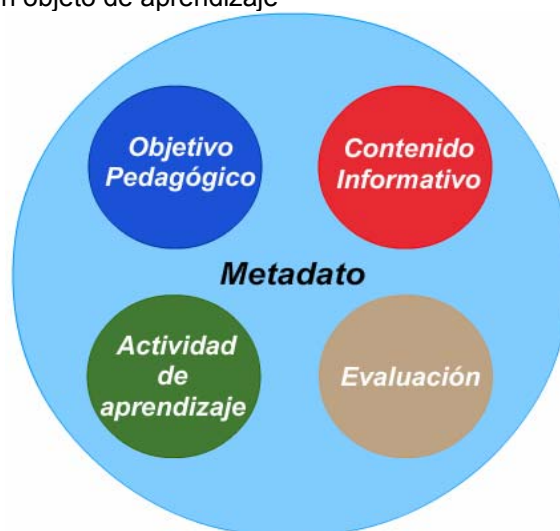 objeto de aprendizaje
Objetivo
Pedagógico
Contenido
Informativo
Metadato
Actividad
de
aprendizaje
Evaluación